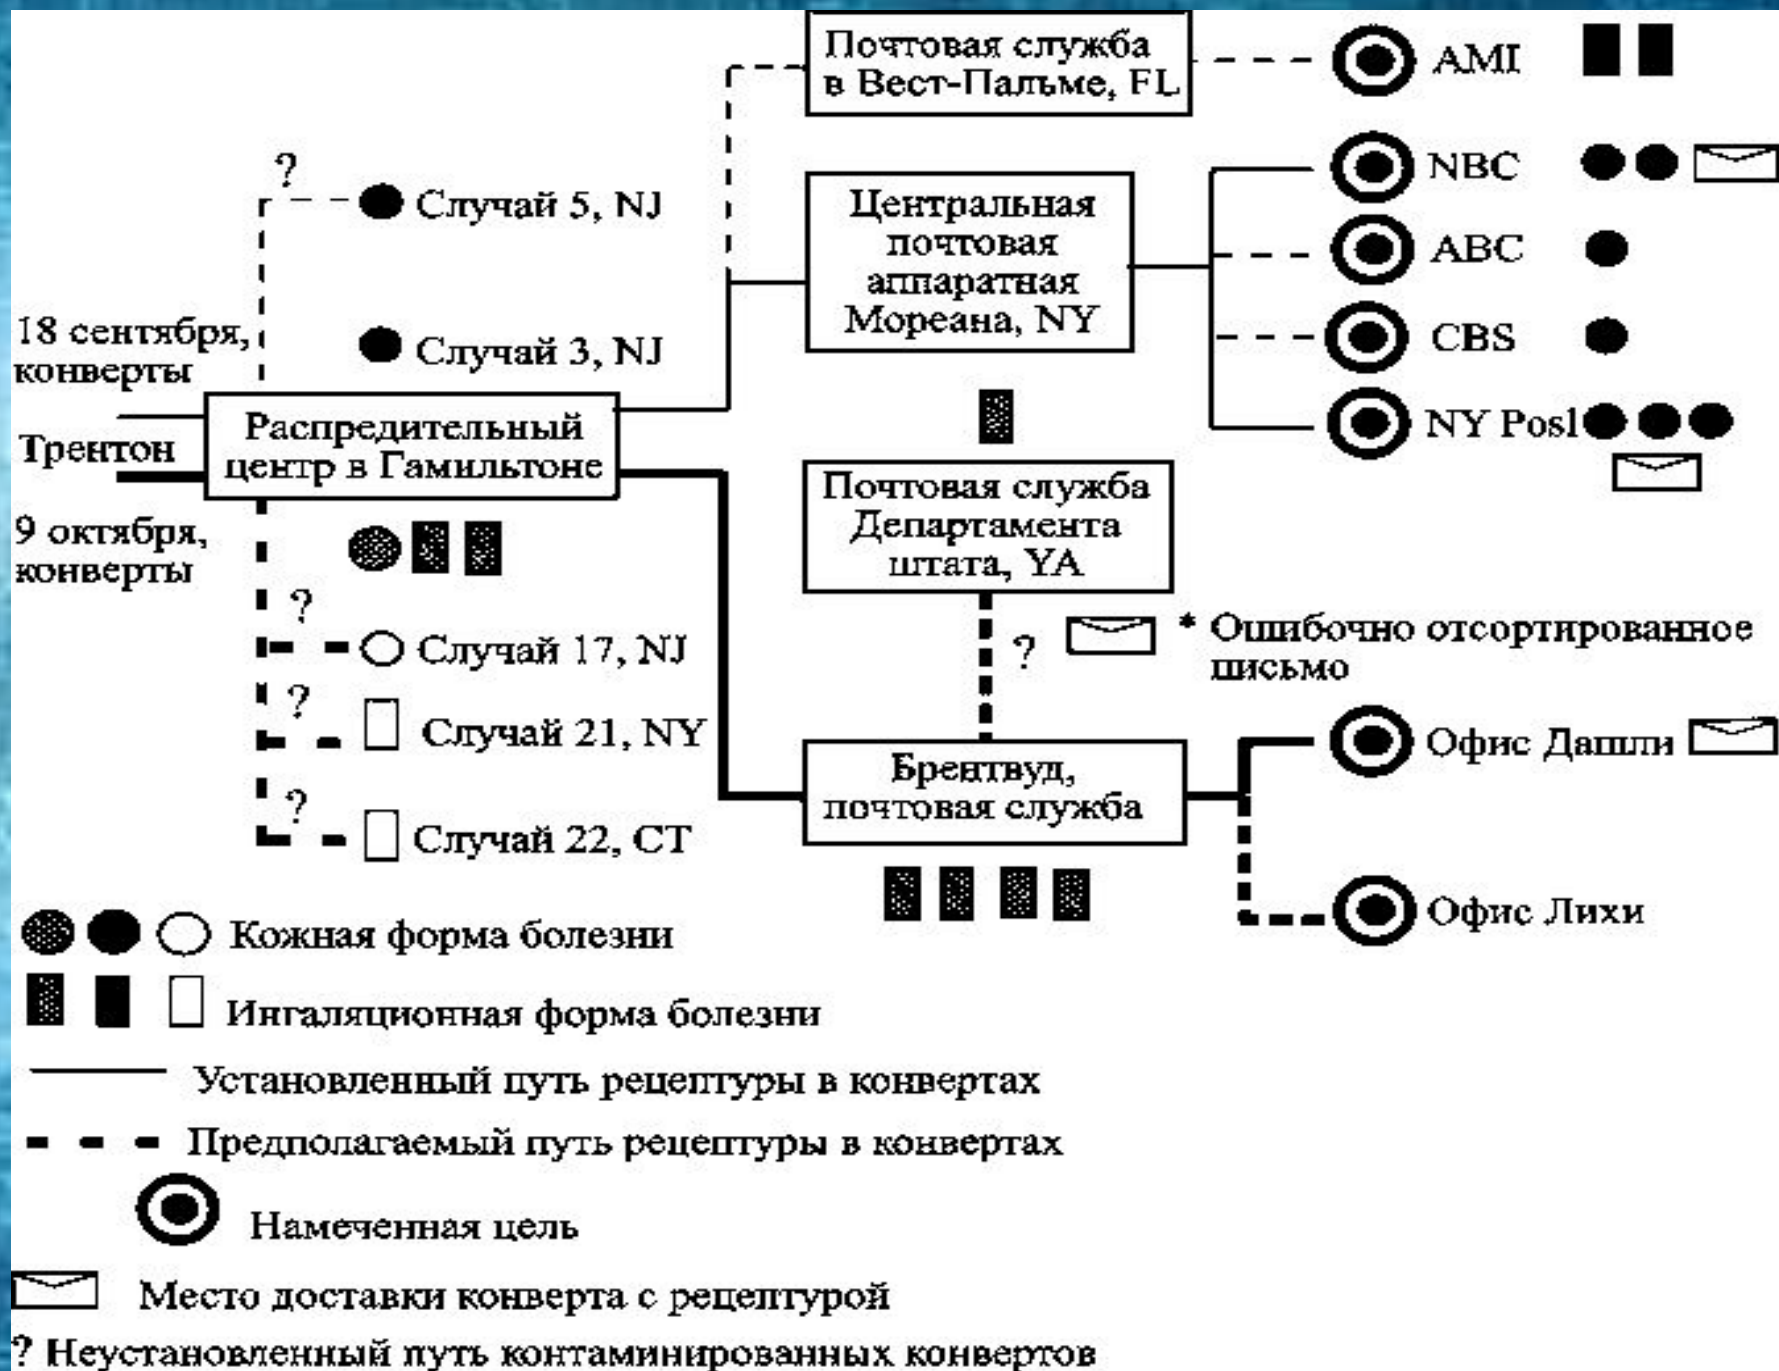 Почтовая служба
в Вест-Пальме, FL
AMI
?
Случай 5, NJ
Центральная
почтовая
аппаратная
Мореана, NY
NBC
ABC
CBS
NY Posl
18 сентября,
конверты
Случай 3, NJ
Трентон
Распредительный
центр в Гамильтоне
9 октября,
конверты
Почтовая служба
Департамента
штата, YA
?
* Ошибочно отсортированное
письмо
?
Случай 17, NJ
?
Случай 21, NY
?
Случай 22, CT
Брентвуд,
почтовая служба
Офис Дашли
Офис Лихи
Кожная форма болезни
Ингаляционная форма болезни
Установленный путь рецептуры в конвертах
Предполагаемый путь рецептуры в конвертах
Намеченная цель
Место доставки конверта с рецептурой
? Неустановленный путь контаминированных конвертов